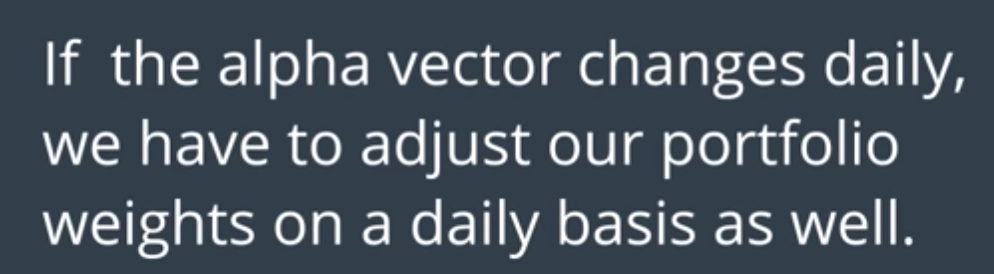 If the alpha vector changes daily,
we have to adjust our portfolio
weights on a daily basis as well.